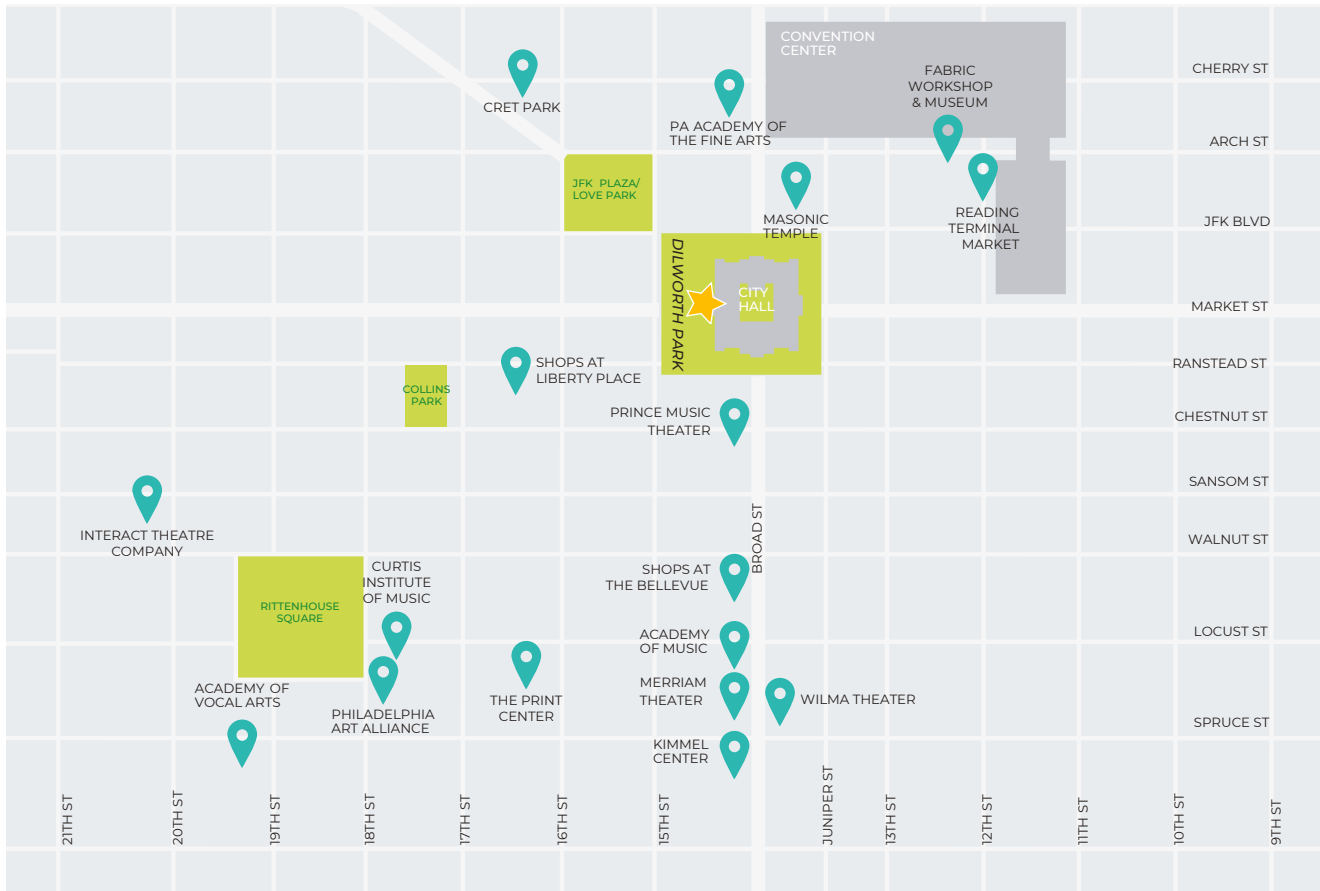 CONVENTION
CENTER
FABRIC
WORKSHOP
& MUSEUM
CHERRY ST
CRET PARK
PA ACADEMY OF
THE FINE ARTS
ARCH ST
JFK PLAZA/
LOVE PARK
MASONIC
TEMPLE
READING
TERMINAL
MARKET
JFK BLVD
DILWORTH PARK
CITY
HALL
MARKET ST
SHOPS AT
LIBERTY PLACE
RANSTEAD ST
COLLINS
PARK
PRINCE MUSIC
THEATER
CHESTNUT ST
SANSOM ST
INTERACT THEATRE
COMPANY
BROAD ST
WALNUT ST
CURTIS
INSTITUTE
OF MUSIC
SHOPS AT
THE BELLEVUE
RITTENHOUSE
SQUARE
ACADEMY
OF MUSIC
LOCUST ST
ACADEMY OF
VOCAL ARTS
PHILADELPHIA
ART ALLIANCE
THE PRINT
CENTER
MERRIAM
THEATER
WILMA THEATER
SPRUCE ST
KIMMEL
CENTER
21TH ST
20TH ST
19TH ST
18TH ST
17TH ST
16TH ST
15TH ST
JUNIPER ST
13TH ST
12TH ST
11TH ST
10TH ST
9TH ST